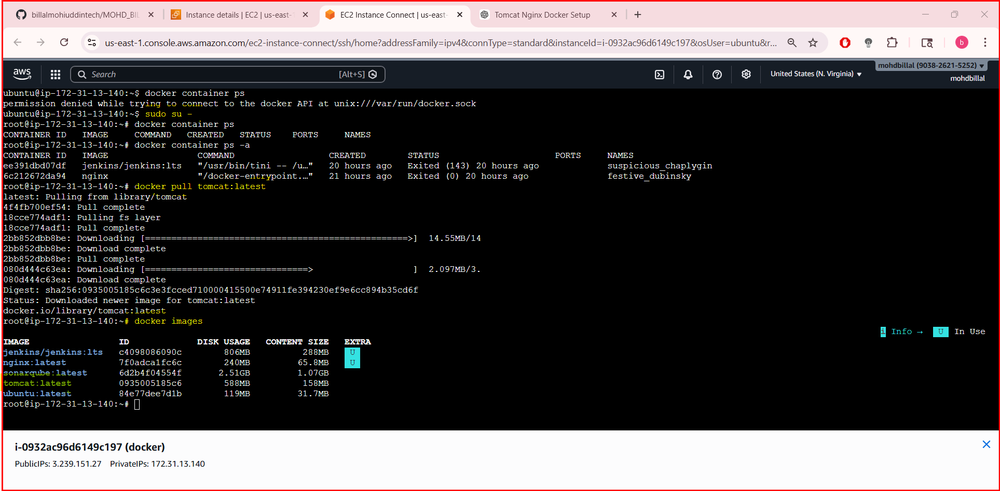 billalmohiuddintech/MOHD_BIL
Instance details | EC2 | us-east-1
EC2 Instance Connect | us-east-
Tomcat Nginx Docker Setup
us-east-1.console.aws.amazon.com/ec2-instance-connect/ssh/home?addressFamily=ipv4&connType=standard&instanceId=i-0932ac96d6149c197&osUser=ubuntu&r...
b
aws
Search
[Alt+S]
United States (N. Virginia)
mohdbillal (9038-2621-5252)
mohdbillal
ubuntu@ip-172-31-13-140:~$ docker container ps
permission denied while trying to connect to the docker API at unix:///var/run/docker.sock
ubuntu@ip-172-31-13-140:~$ sudo su -
root@ip-172-31-13-140:~# docker container ps
CONTAINER ID   IMAGE     COMMAND   CREATED   STATUS    PORTS     NAMES
root@ip-172-31-13-140:~# docker container ps -a
CONTAINER ID   IMAGE                 COMMAND                  CREATED        STATUS                      PORTS     NAMES
ee391dbd07df   jenkins/jenkins:lts   "/usr/bin/tini -- /u…"   20 hours ago   Exited (143) 20 hours ago             suspicious_chaplygin
6c212672da94   nginx                 "/docker-entrypoint.…"   21 hours ago   Exited (0) 20 hours ago               festive_dubinsky
root@ip-172-31-13-140:~# docker pull tomcat:latest
latest: Pulling from library/tomcat
4f4fb700ef54: Pull complete
18cce774adf1: Pulling fs layer
18cce774adf1: Pull complete
2bb852dbb8be: Downloading [==================================================>]  14.55MB/14
2bb852dbb8be: Download complete
2bb852dbb8be: Pull complete
080d444c63ea: Downloading [===============================>                   ]  2.097MB/3.
080d444c63ea: Download complete
Digest: sha256:0935005185c6c3e3fcced710000415500e74911fe394230ef9e6cc894b35cd6f
Status: Downloaded newer image for tomcat:latest
docker.io/library/tomcat:latest
root@ip-172-31-13-140:~# docker images
i Info →   U  In Use
IMAGE                 ID             DISK USAGE   CONTENT SIZE   EXTRA
jenkins/jenkins:lts   c4098086090c        806MB          288MB    U
nginx:latest          7f0adca1fc6c        240MB         65.8MB    U
sonarqube:latest      6d2b4f04554f       2.51GB         1.07GB
tomcat:latest         0935005185c6        588MB          158MB
ubuntu:latest         84e77dee7d1b        119MB         31.7MB
root@ip-172-31-13-140:~#
i-0932ac96d6149c197 (docker)
PublicIPs: 3.239.151.27    PrivateIPs: 172.31.13.140